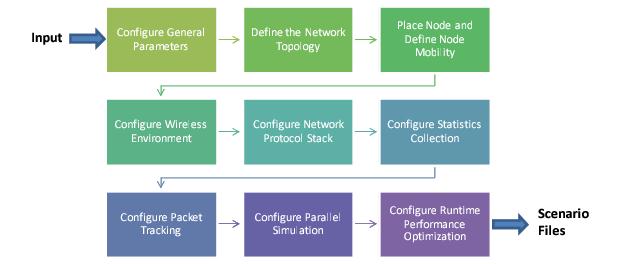 Input
Configure General
Parameters
Define the Network
Topology
Place Node and
Define Node
Mobility
Configure Wireless
Environment
Configure Network
Protocol Stack
Configure Statistics
Collection
Configure Packet
Tracking
Configure Parallel
Simulation
Configure Runtime
Performance
Optimization
Scenario
Files